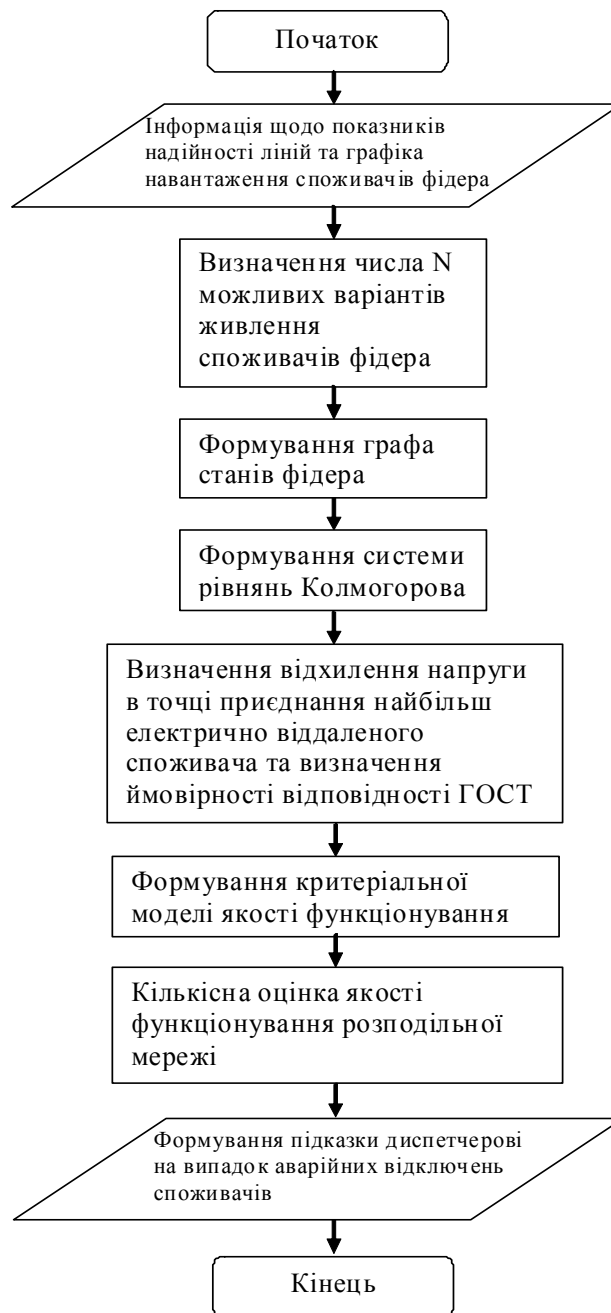 Початок
Інформація щодо показників
надійності ліній та графіка
навантаження споживачів фідера
Визначення числа N
можливих варіантів
живлення
споживачів фідера
Формування графа
станів фідера
Формування системи
рівнянь Колмогорова
Визначення відхилення напруги
в точці приєднання найбільш
електрично віддаленого
споживача та визначення
ймовірності відповідності ГОСТ
Формування критеріальної
моделі якості функціонування
Кількісна оцінка якості
функціонування розподільної
мережі
Формування підказки диспетчерові
на випадок аварійних відключень
споживачів
Кінець